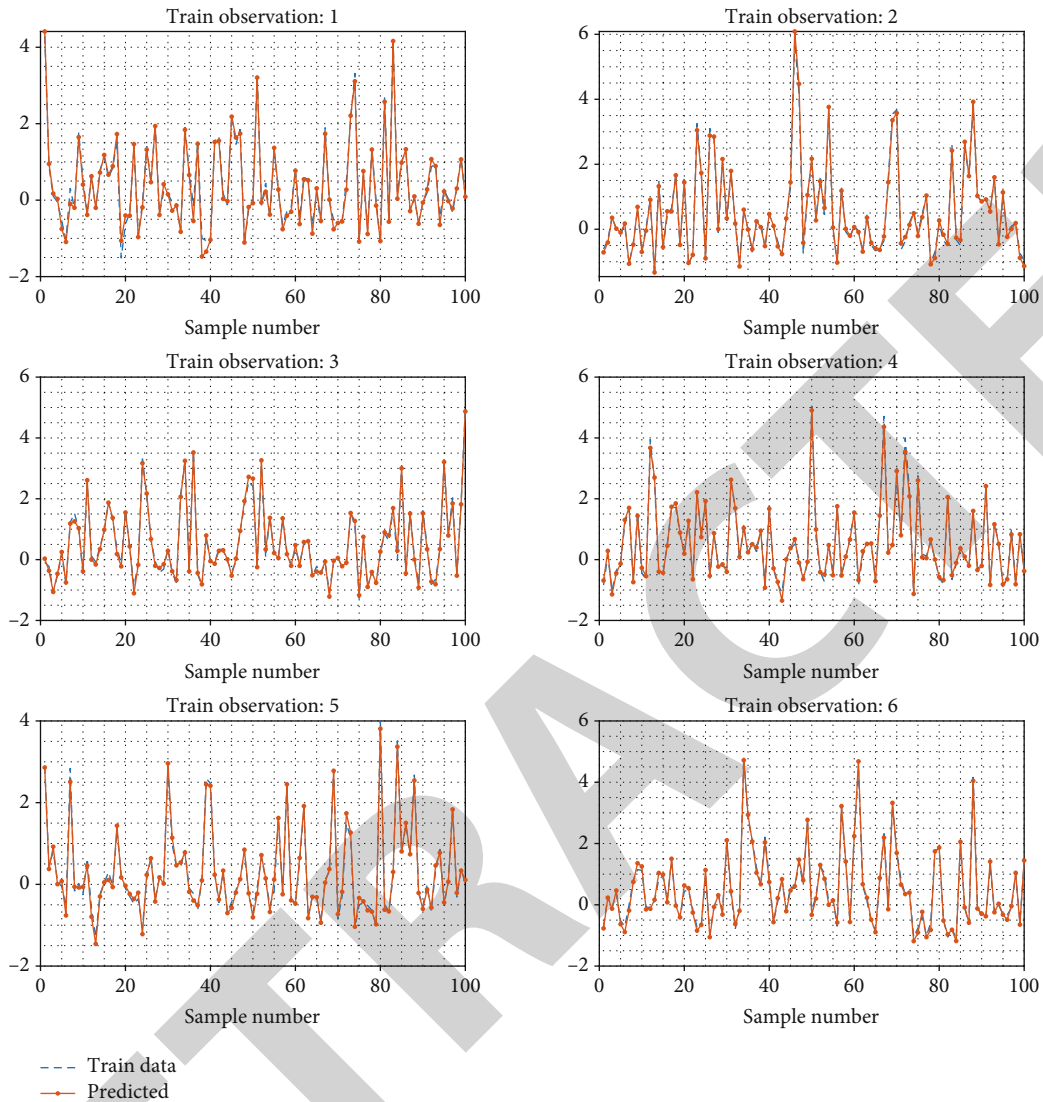 Train observation: 1
4
2
0
−2
0 20 40 60 80 100
Sample number
Train observation: 2
6
4
2
0
0 20 40 60 80 100
Sample number
Train observation: 3
6
4
2
0
−2
0 20 40 60 80 100
Sample number
Train observation: 4
6
4
2
0
−2
0 20 40 60 80 100
Sample number
Train observation: 5
4
2
0
−2
0 20 40 60 80 100
Sample number
Train observation: 6
6
4
2
0
−2
0 20 40 60 80 100
Sample number
Train data
Predicted
TRACTE